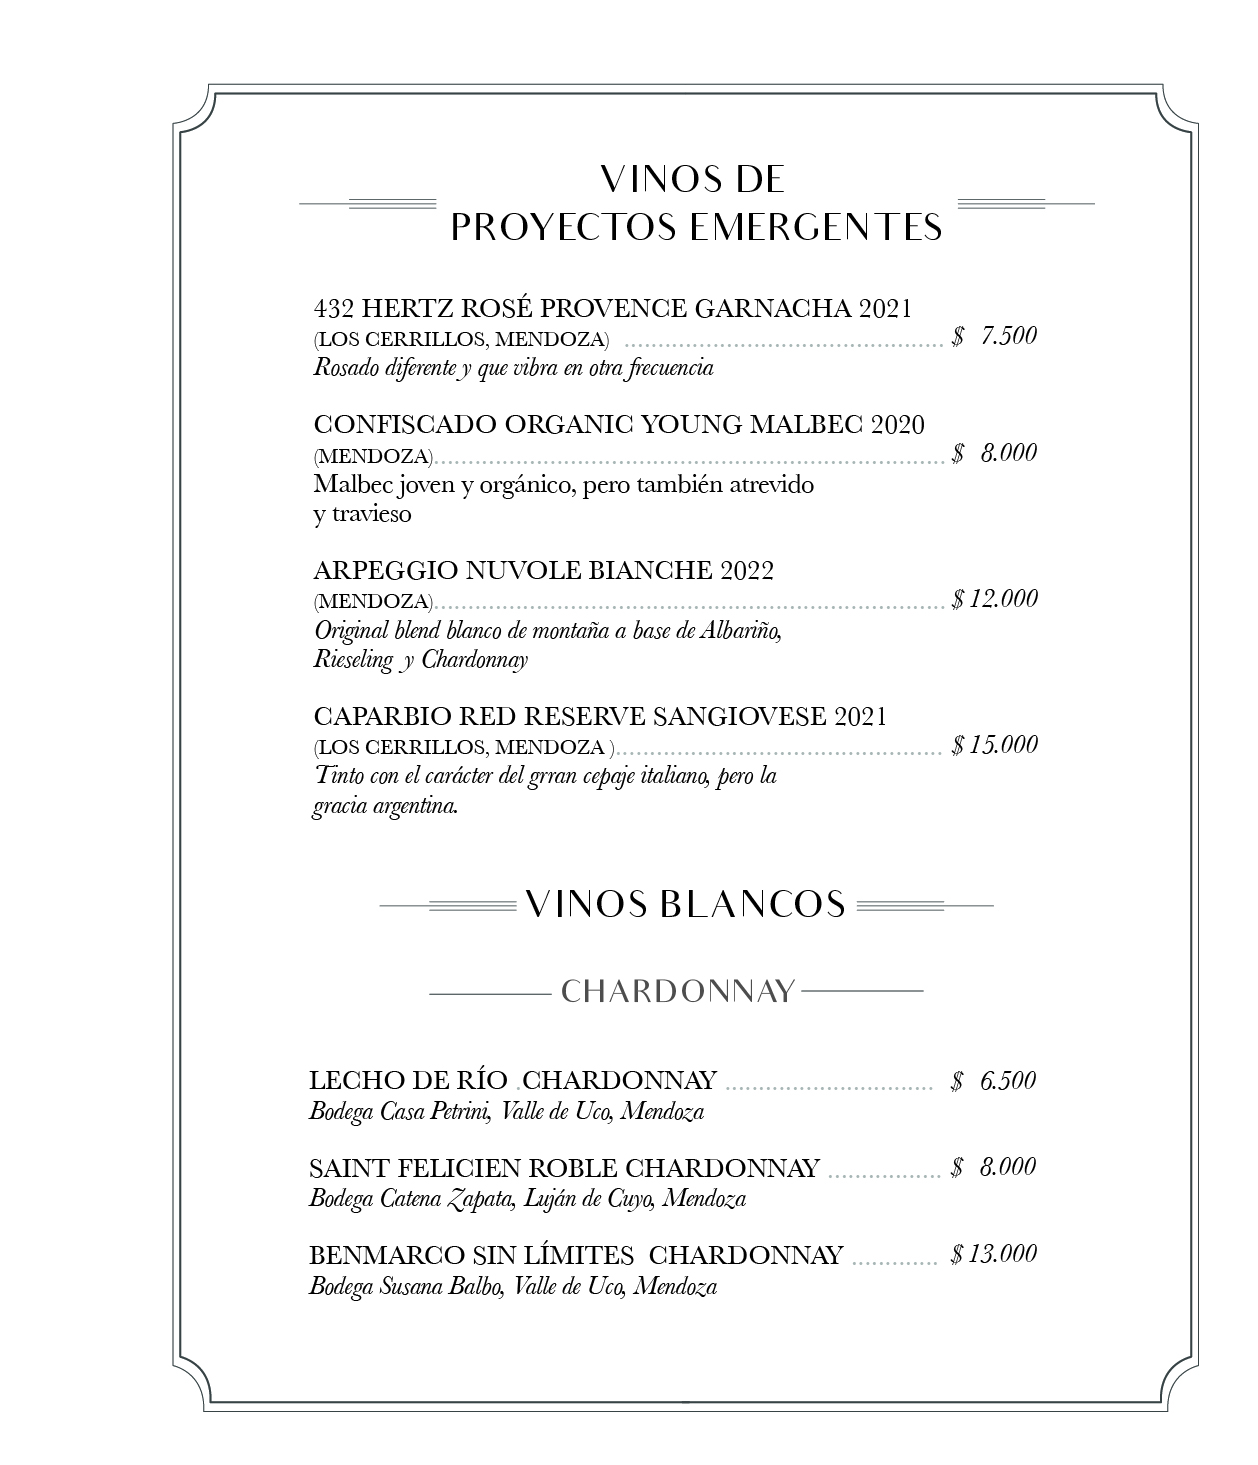 VINOS DE
PROYECTOS EMERGENTES
432 HERTZ ROSÉ PROVENCE GARNACHA 2021
(LOS CERRILLOS, MENDOZA) ............................................... $ 7.500
Rosado diferente y que vibra en otra frecuencia
CONFISCADO ORGANIC YOUNG MALBEC 2020
(MENDOZA)........................................................................... $ 8.000
Malbec joven y orgánico, pero también atrevido
y travieso
ARPEGGIO NUVOLE BIANCHE 2022
(MENDOZA)........................................................................... $ 12.000
Original blend blanco de montaña a base de Albariño,
Rieseling y Chardonnay
CAPARBIO RED RESERVE SANGIOVESE 2021
(LOS CERRILLOS, MENDOZA )................................................ $ 15.000
Tinto con el carácter del grran cepaje italiano, pero la
gracia argentina.
VINOS BLANCOS
CHARDONNAY
LECHO DE RÍO .CHARDONNAY ............................... $ 6.500
Bodega Casa Petrini, Valle de Uco, Mendoza
SAINT FELICIEN ROBLE CHARDONNAY ................. $ 8.000
Bodega Catena Zapata, Luján de Cuyo, Mendoza
BENMARCO SIN LÍMITES CHARDONNAY ............. $ 13.000
Bodega Susana Balbo, Valle de Uco, Mendoza